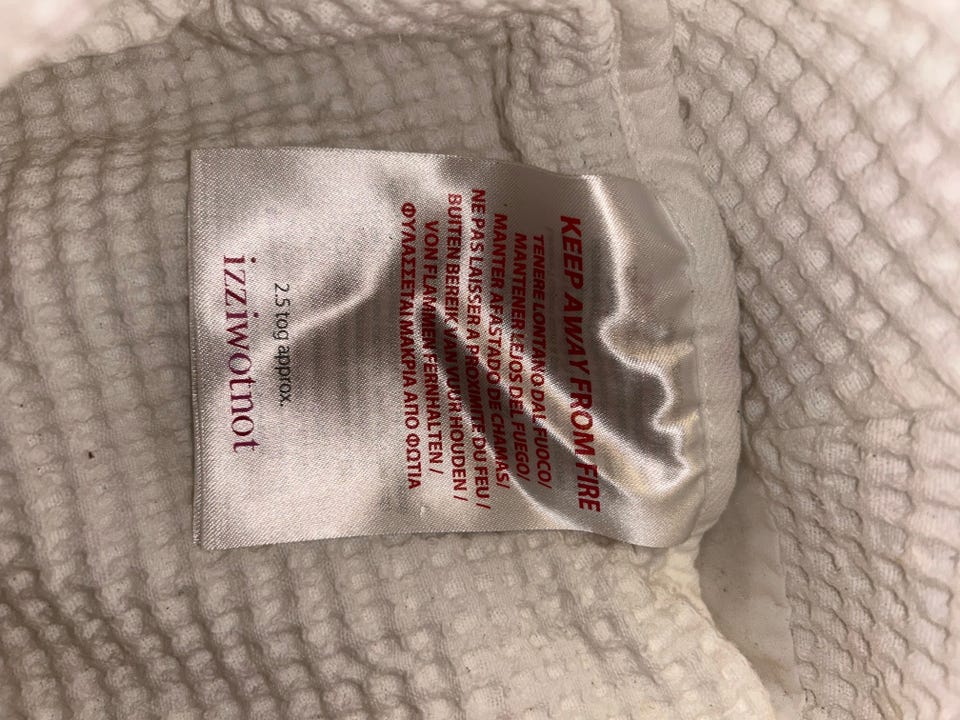 KEEP AWAY FROM FIRE
TENERE LONTANO DAL FUOCO/
MANTENER LEJOS DEL FUEGO/
MANTER AFASTADO DE CHAMAS/
NE PAS LAISSER A PROXIMITE DU FEU /
BUITEN BEREIK VAN VUUR HOUDEN /
VON FLAMMEN FERNHALTEN /
ΦΥΛΑΣΣΕΤΑΙ ΜΑΚΡΙΑ ΑΠΟ ΦΩΤΙΑ
2.5 tog approx.
izziwotnot